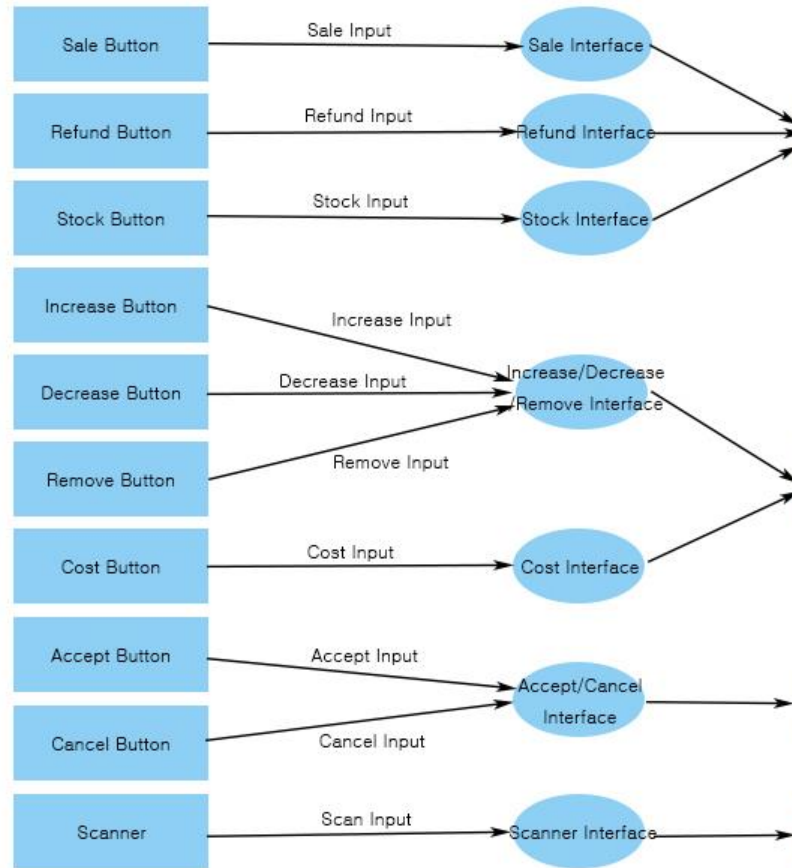 Sale Button
Sale Input
Sale Interface
Refund Button
Refund Input
Refund Interface
Stock Button
Stock Input
Stock Interface
Increase Button
Increase Input
Decrease Button
Decrease Input
Increase/Decrease
/Remove Interface
Remove Button
Remove Input
Cost Button
Cost Input
Cost Interface
Accept Button
Accept Input
Accept/Cancel
Interface
Cancel Button
Cancel Input
Scanner
Scan Input
Scanner Interface